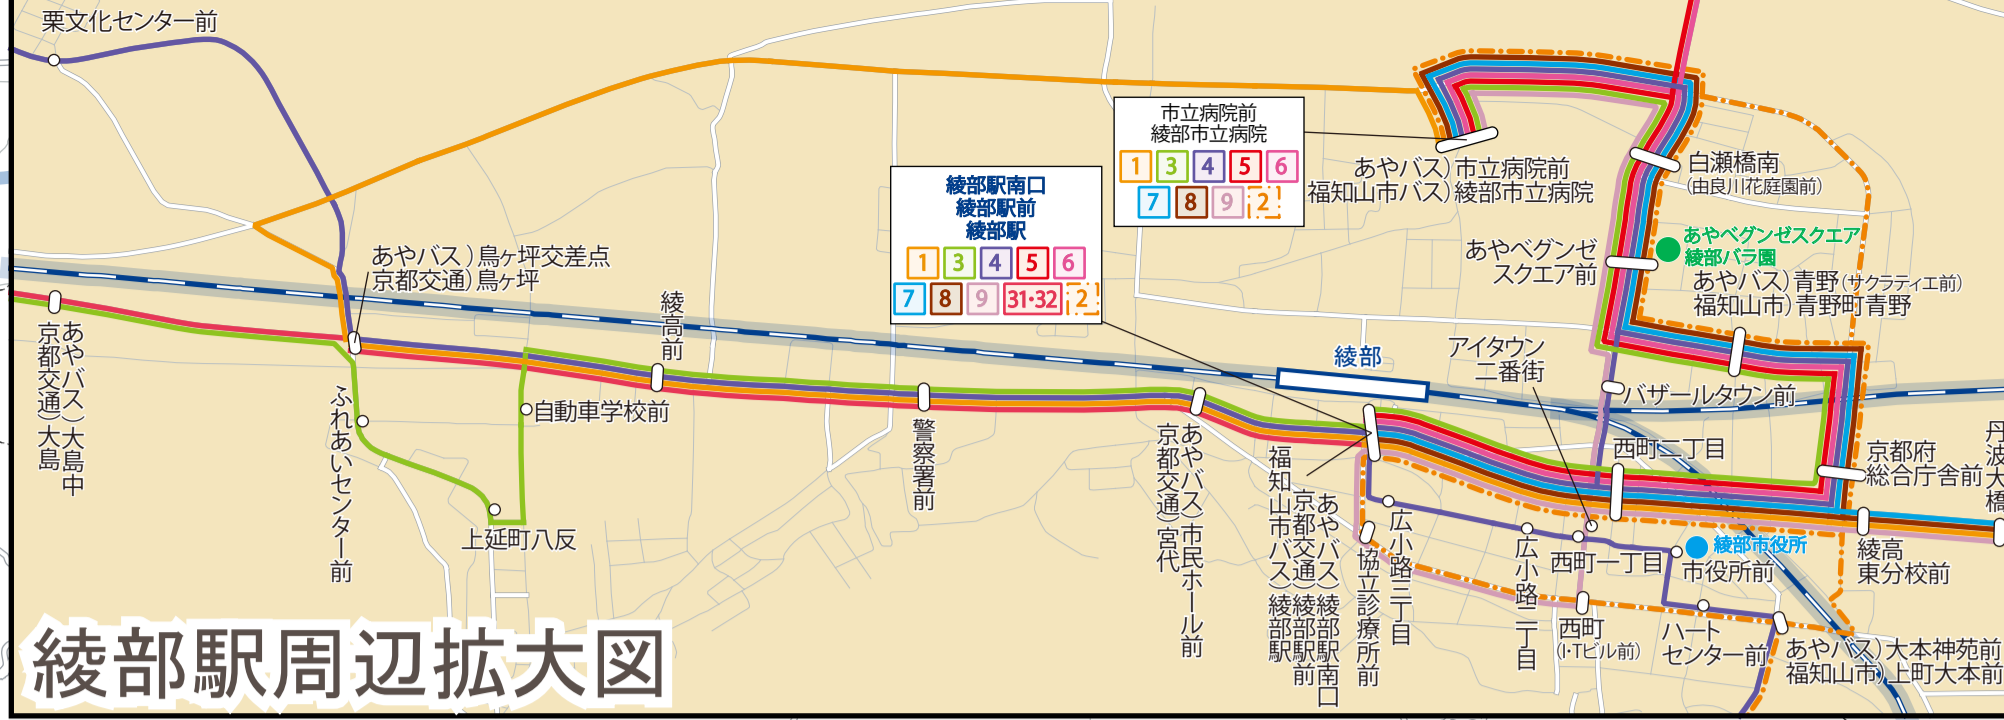 栗文化センター前
市立病院前
綾部市立病院
1 3 4 5 6
7 8 9 2
綾部駅南口
綾部駅前
綾部駅
1 3 4 5 6
7 8 9 31・32 2
あやバス）市立病院前
福知山市バス）綾部市立病院
白瀬橋南
（由良川花庭園前）
あやべグンゼスクエア
綾部バラ園
あやべグンゼ
スクエア前
あやバス）青野（サクラティエ前）
福知山市）青野町青野
あやバス）鳥ヶ坪交差点
京都交通）鳥ヶ坪
あやバス）大島中
京都交通）大島
綾高前
綾部
アイタウン
二番街
バザールタウン前
自動車学校前
ふれあいセンター前
警察署前
上延町八反
あやバス）市民ホール前
京都交通）宮代
あやバス）綾部駅南口
京都交通）綾部駅前
福知山市バス）綾部駅
西町二丁目
京都府
総合庁舎前
丹波大橋
協立診療所前
広小路三丁目
広小路二丁目
西町一丁目
綾部市役所
市役所前
綾高
東分校前
西町
（I・Tビル前）
ハート
センター前
あやバス）大本神苑前
福知山市）上町大本前
綾部駅周辺拡大図